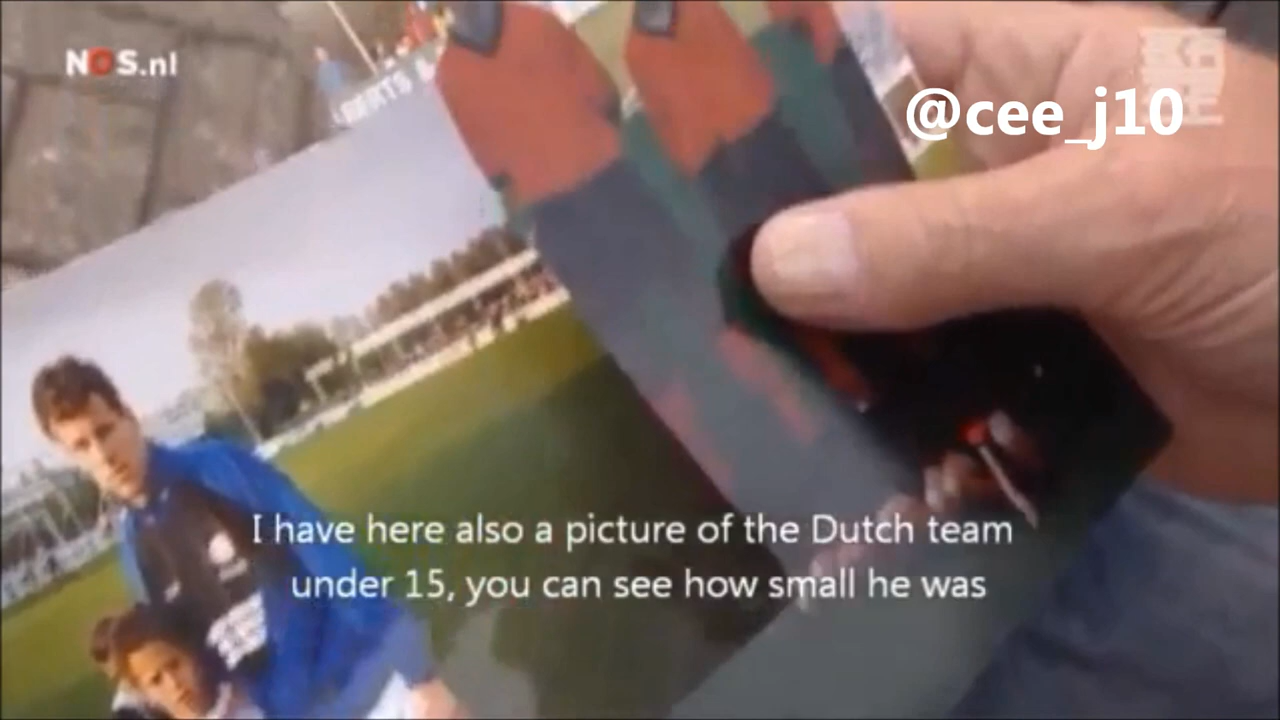 NOS.nl
@cee_j10
I have here also a picture of the Dutch team
under 15, you can see how small he was